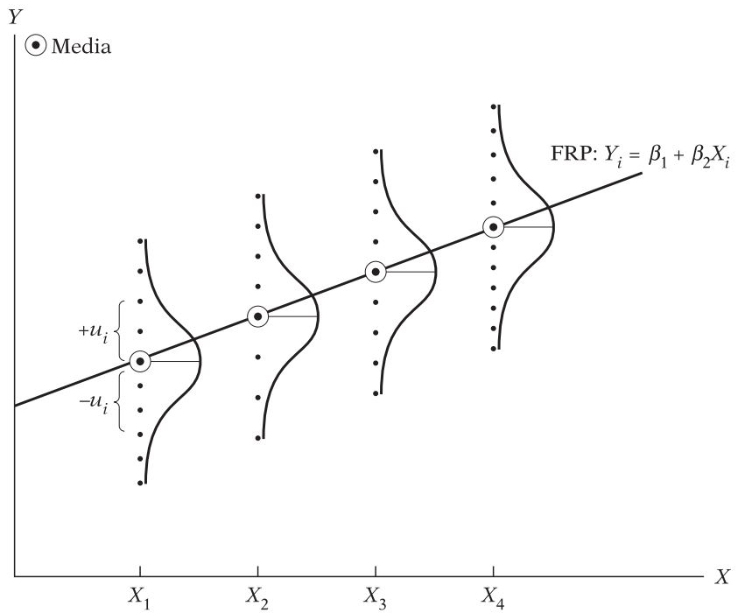 Y
Media
FRP: Yᵢ = β₁ + β₂Xᵢ
+uᵢ
−uᵢ
X
X₁ X₂ X₃ X₄